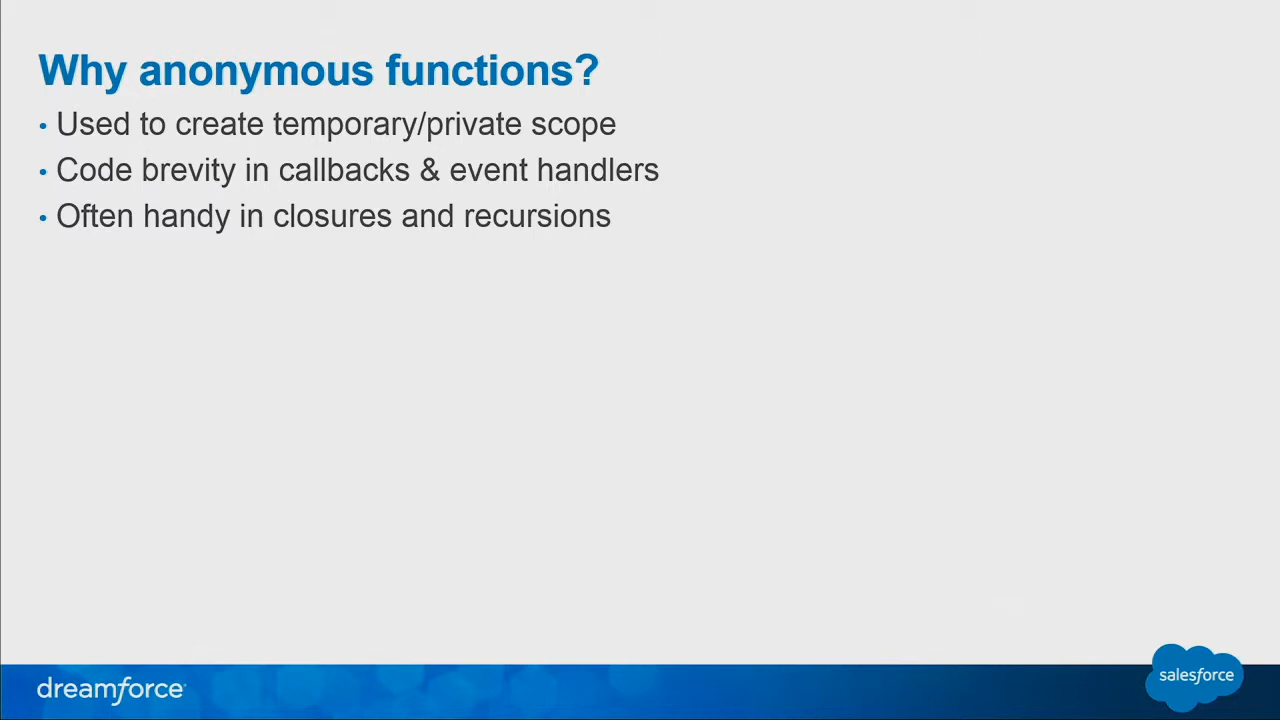 Why anonymous functions?
• Used to create temporary/private scope
• Code brevity in callbacks & event handlers
• Often handy in closures and recursions
dreamforce
salesforce